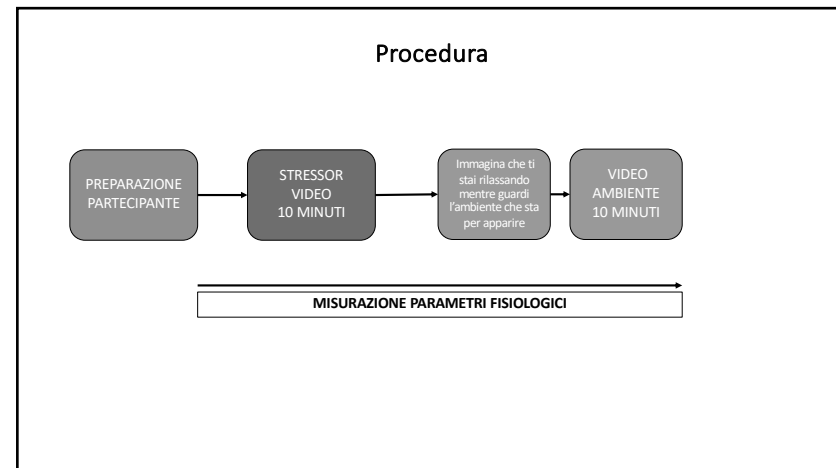 Procedura
PREPARAZIONE
PARTECIPANTE
STRESSOR
VIDEO
10 MINUTI
Immagina che ti
stai rilassando
mentre guardi
l'ambiente che sta
per apparire
VIDEO
AMBIENTE
10 MINUTI
MISURAZIONE PARAMETRI FISIOLOGICI